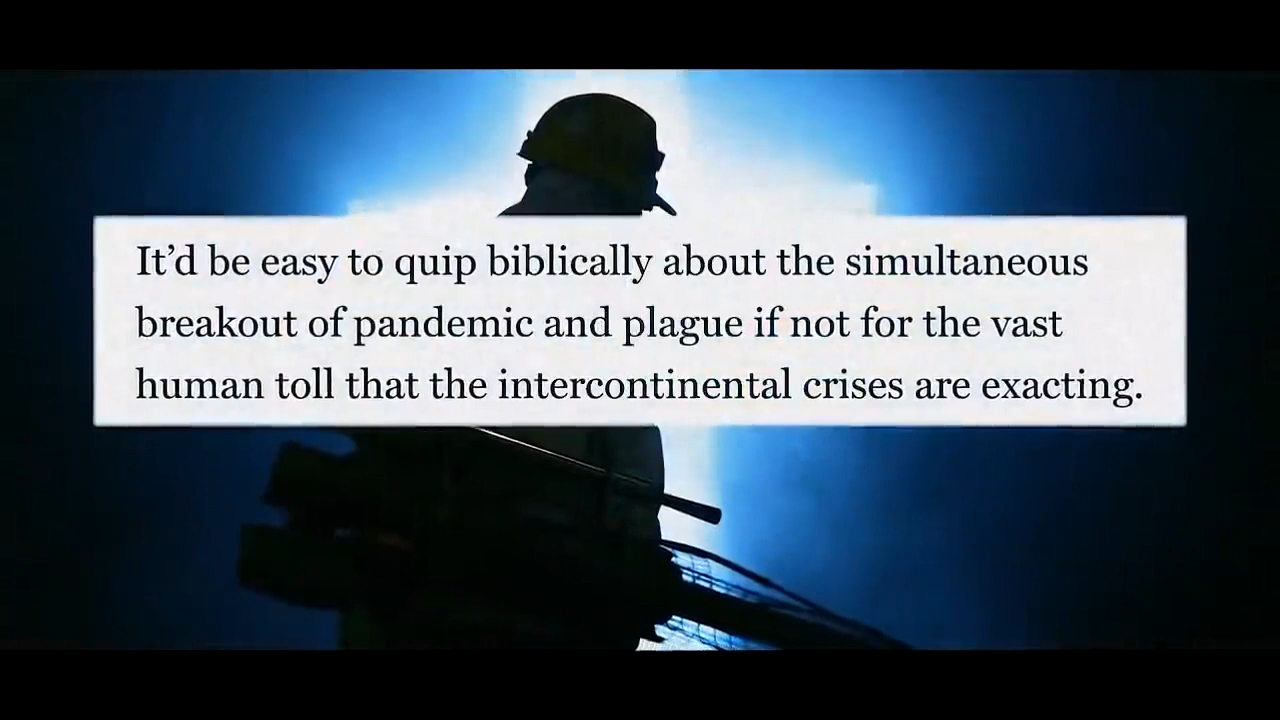 It’d be easy to quip biblically about the simultaneous
breakout of pandemic and plague if not for the vast
human toll that the intercontinental crises are exacting.